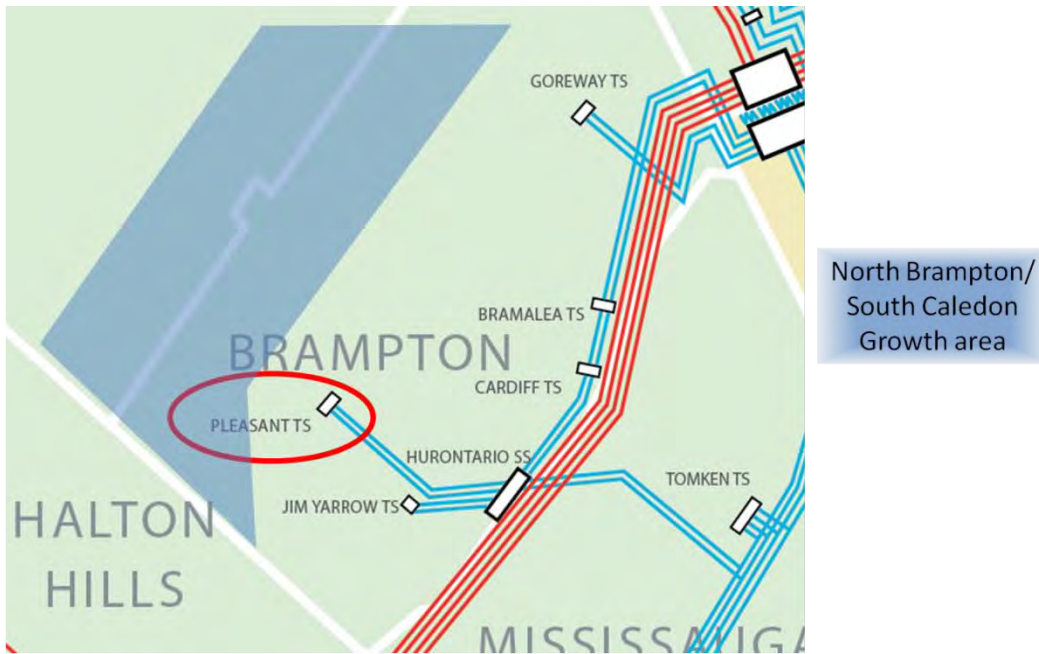 GOREWAY TS
North Brampton/
South Caledon
Growth area
BRAMALEA TS
BRAMPTON
CARDIFF TS
PLEASANT TS
HURONTARIO SS
TOMKEN TS
JIM YARROW TS
HALTON
HILLS
MISSISSAUGA